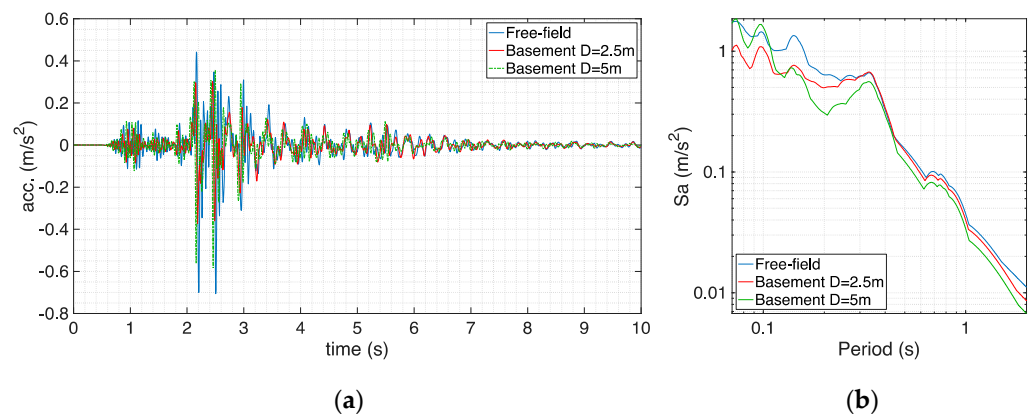 0.6
0.4
0.2
0
-0.2
-0.4
-0.6
-0.8
acc. (m/s²)
Free-field
Basement D=2.5m
Basement D=5m
0 1 2 3 4 5 6 7 8 9 10
time (s)
(a)
1
0.1
0.01
Sa (m/s²)
Free-field
Basement D=2.5m
Basement D=5m
0.1 1
Period (s)
(b)